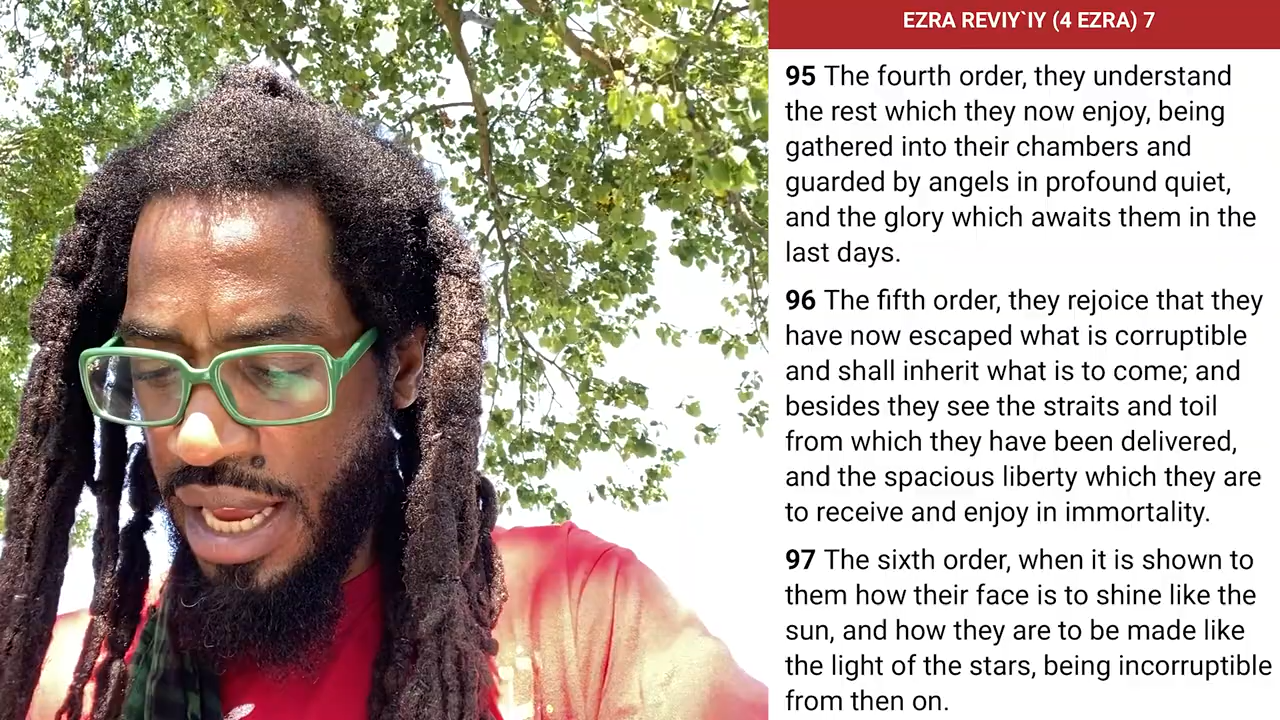 EZRA REVIY`IY (4 EZRA) 7
95 The fourth order, they understand
the rest which they now enjoy, being
gathered into their chambers and
guarded by angels in profound quiet,
and the glory which awaits them in the
last days.
96 The fifth order, they rejoice that they
have now escaped what is corruptible
and shall inherit what is to come; and
besides they see the straits and toil
from which they have been delivered,
and the spacious liberty which they are
to receive and enjoy in immortality.
97 The sixth order, when it is shown to
them how their face is to shine like the
sun, and how they are to be made like
the light of the stars, being incorruptible
from then on.